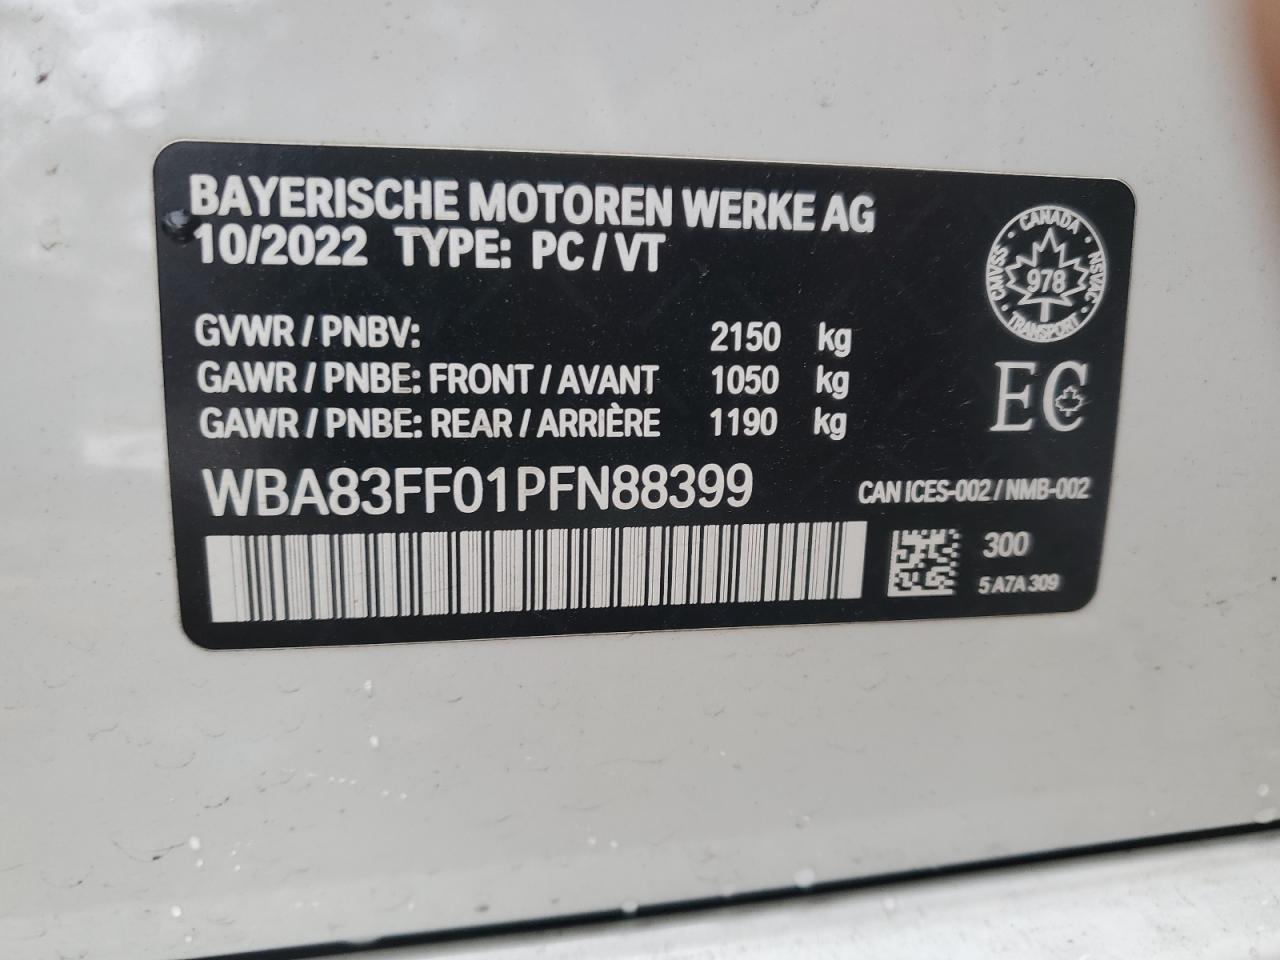 BAYERISCHE MOTOREN WERKE AG
10/2022 TYPE: PC / VT
GVWR / PNBV: 2150 kg
GAWR / PNBE: FRONT / AVANT 1050 kg
GAWR / PNBE: REAR / ARRIÈRE 1190 kg
WBA83FF01PFN88399
CANADA
CMVSS
978
NSVAC
TRANSPORT
EC
CAN ICES-002 / NMB-002
300
5 A7A 309